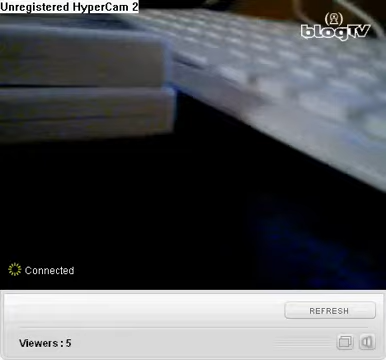 Unregistered HyperCam 2
blogTV
Connected
REFRESH
Viewers : 5